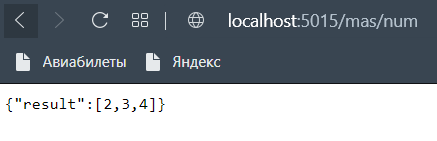 localhost:5015/mas/num
Авиабилеты Яндекс
{"result":[2,3,4]}